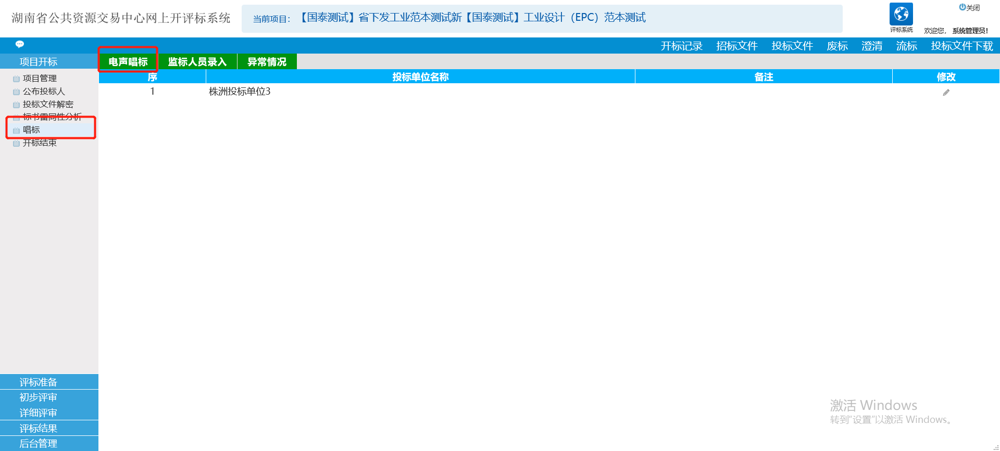 湖南省公共资源交易中心网上开评标系统
当前项目： 【国泰测试】省下发工业范本测试新【国泰测试】工业设计（EPC）范本测试
评标系统
关闭
欢迎您， 系统管理员！
开标记录 招标文件 投标文件 废标 澄清 流标 投标文件下载
项目开标
项目管理
公布投标人
投标文件解密
标书雷同性分析
唱标
开标结束
评标准备
初步评审
详细评审
评标结果
后台管理
电声唱标 监标人员录入 异常情况
序 投标单位名称 备注 修改
1 株洲投标单位3
激活 Windows
转到“设置”以激活 Windows。